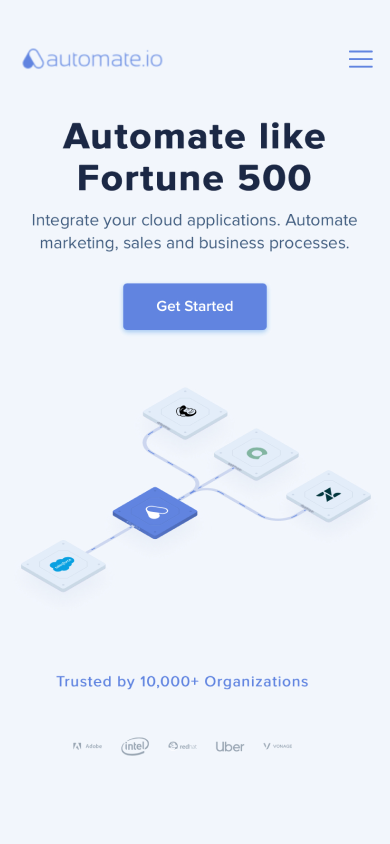 automate.io
Automate like
Fortune 500
Integrate your cloud applications. Automate
marketing, sales and business processes.
Get Started
salesforce
Trusted by 10,000+ Organizations
Adobe intel redhat Uber VONAGE